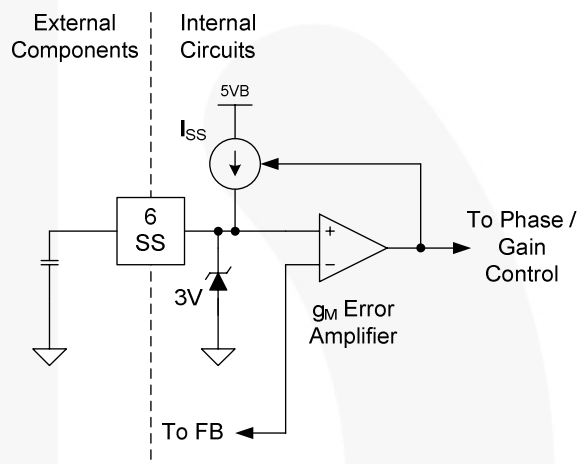 External
Components
Internal
Circuits
5VB
ISS
6
SS
+
−
3V
gM Error
Amplifier
To Phase /
Gain
Control
To FB